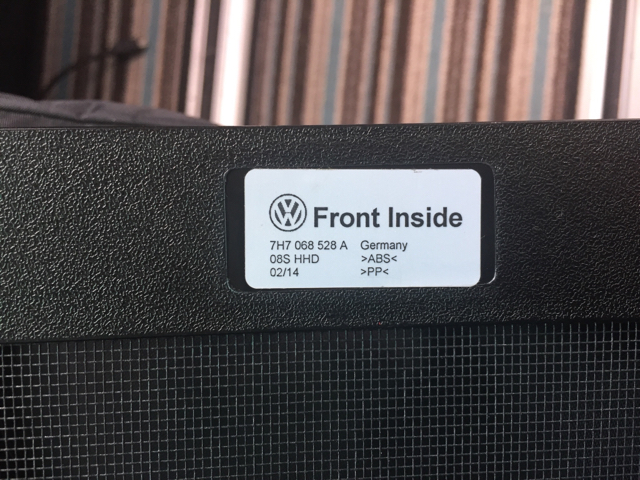 Front Inside
7H7 068 528 A Germany
08S HHD >ABS<
02/14 >PP<